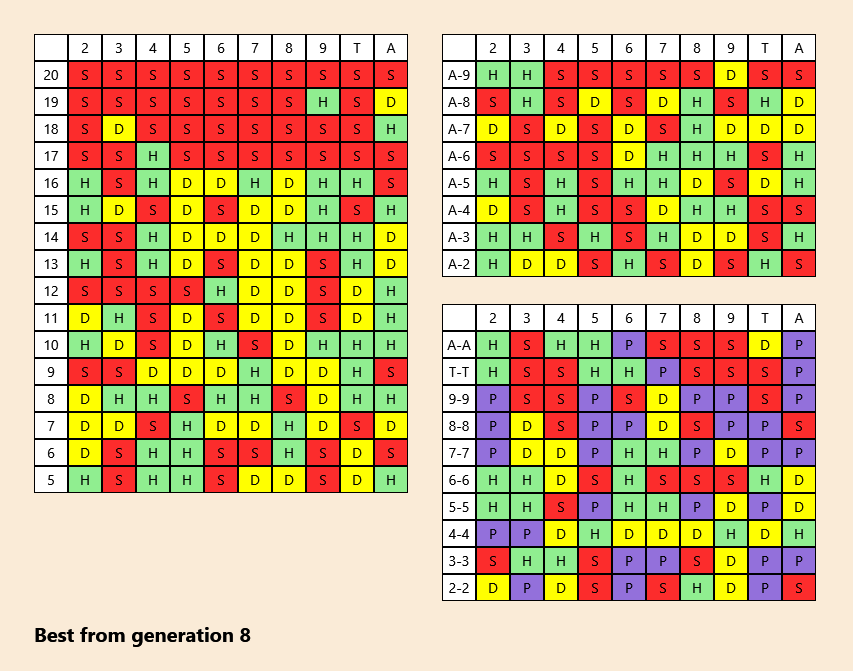 2 3 4 5 6 7 8 9 T A
20 S S S S S S S S S S
19 S S S S S S S H S D
18 S D S S S S S S S H
17 S S H S S S S S S S
16 H S H D D H D H H S
15 H D S D S D D H S H
14 S S H D D D H H H D
13 H S H D S D D S H D
12 S S S S H D D S D H
11 D H S D S D D S D H
10 H D S D H S D H H H
9 S S D D D H D D H S
8 D H H S H H S D H H
7 D D S H D D H D S D
6 D S H H S S H S D S
5 H S H H S D D S D H
2 3 4 5 6 7 8 9 T A
A-9 H H S S S S S D S S
A-8 S H S D S D H S H D
A-7 D S D S D S H D D D
A-6 S S S S D H H H S H
A-5 H S H S H H D S D H
A-4 D S H S S D H H S S
A-3 H H S H S H D D S H
A-2 H D D S H S D S H S
2 3 4 5 6 7 8 9 T A
A-A H S H H P S S S D P
T-T H S S H H P S S S P
9-9 P S S P S D P P S P
8-8 P D S P P D S P P S
7-7 P D D P H H P D P P
6-6 H H D S H S S S H D
5-5 H H S P H H P D P D
4-4 P P D H D D D H D H
3-3 S H H S P P S D P P
2-2 D P D S P S H D P S
Best from generation 8